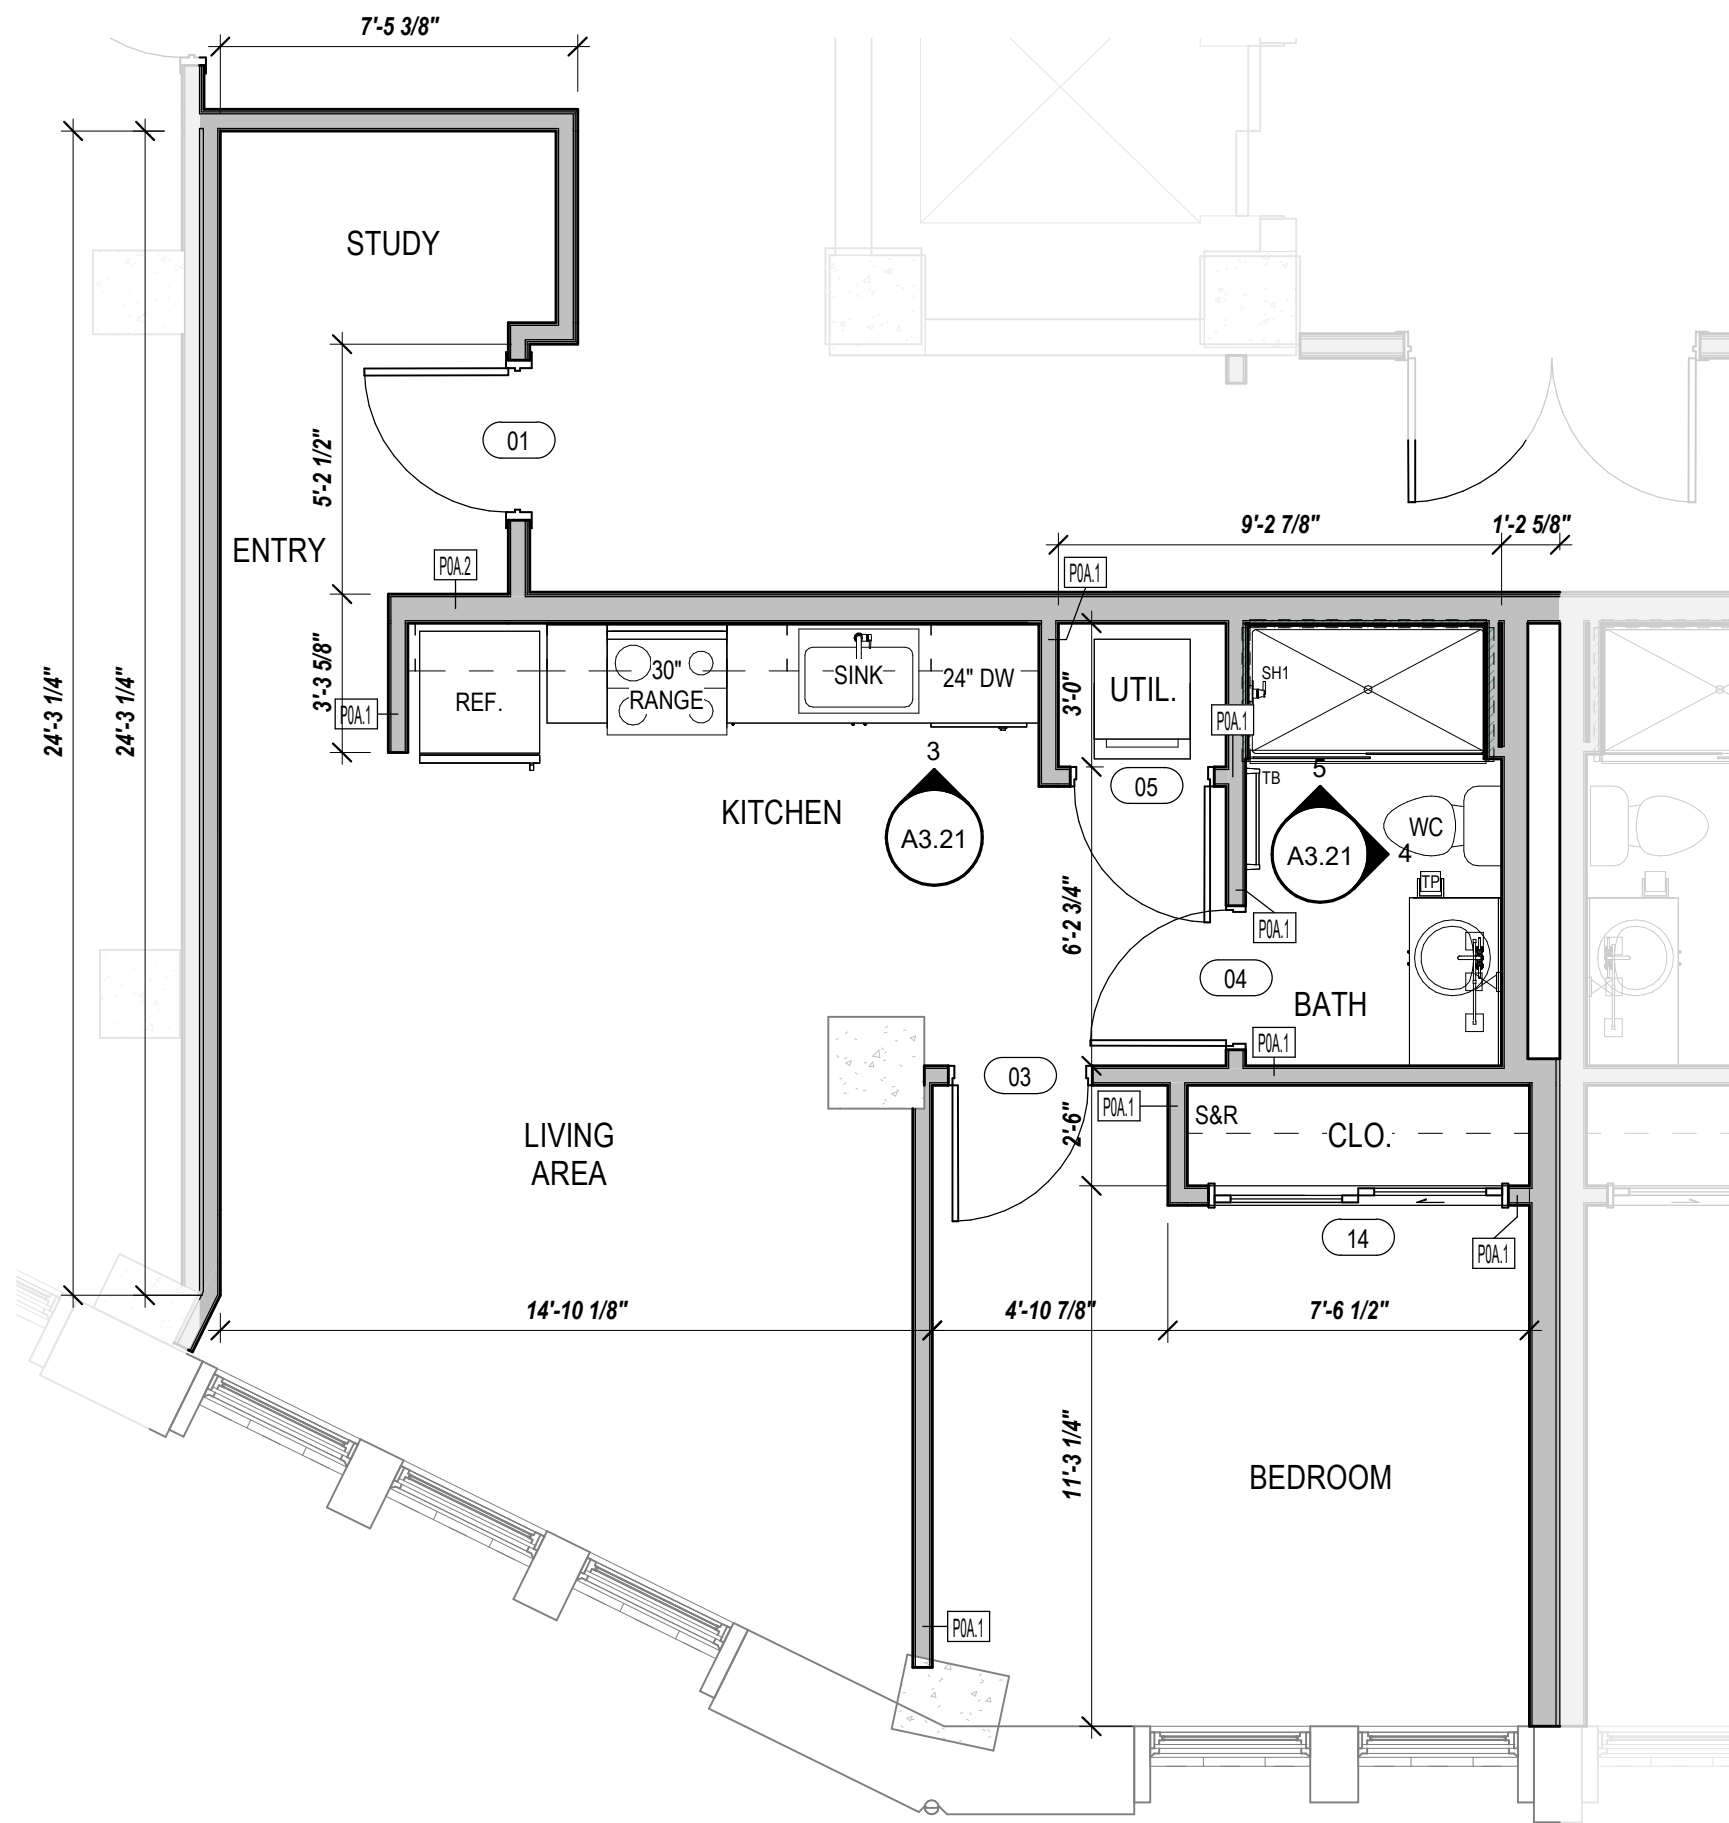 7'-5 3/8"
STUDY
01
5'-2 1/2"
ENTRY
P0A.2
9'-2 7/8"
1'-2 5/8"
P0A.1
24'-3 1/4"
24'-3 1/4"
3'-3 5/8"
P0A.1
REF.
30"
RANGE
SINK
24" DW
3'-0"
UTIL.
SH1
P0A.1
3
A3.21
KITCHEN
05
TB
5
A3.21
4
WC
TP
6'-2 3/4"
P0A.1
04
BATH
P0A.1
03
P0A.1
S&R
2'-6"
CLO.
LIVING
AREA
14
P0A.1
14'-10 1/8"
4'-10 7/8"
7'-6 1/2"
11'-3 1/4"
BEDROOM
P0A.1